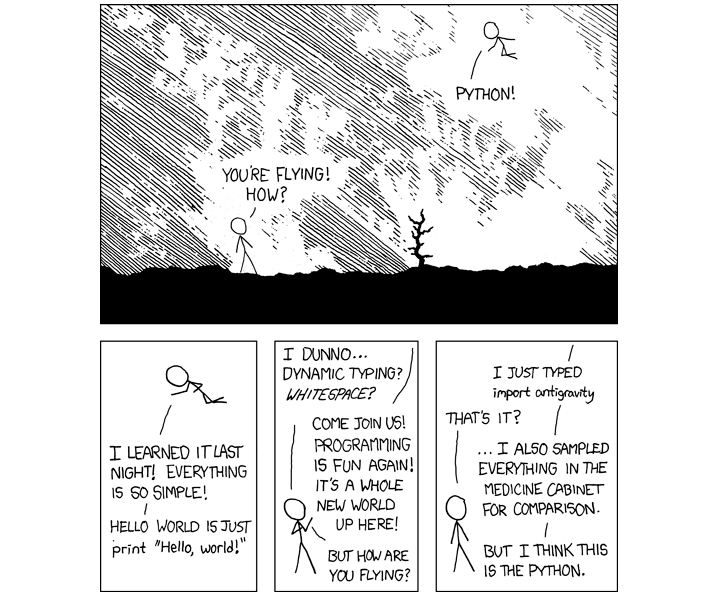 PYTHON!
YOU'RE FLYING!
HOW?
I LEARNED IT LAST
NIGHT! EVERYTHING
IS SO SIMPLE!
HELLO WORLD IS JUST
print "Hello, world!"
I DUNNO...
DYNAMIC TYPING?
WHITESPACE?
COME JOIN US!
PROGRAMMING
IS FUN AGAIN!
IT'S A WHOLE
NEW WORLD
UP HERE!
BUT HOW ARE
YOU FLYING?
I JUST TYPED
import antigravity
THAT'S IT?
... I ALSO SAMPLED
EVERYTHING IN THE
MEDICINE CABINET
FOR COMPARISON.
BUT I THINK THIS
IS THE PYTHON.